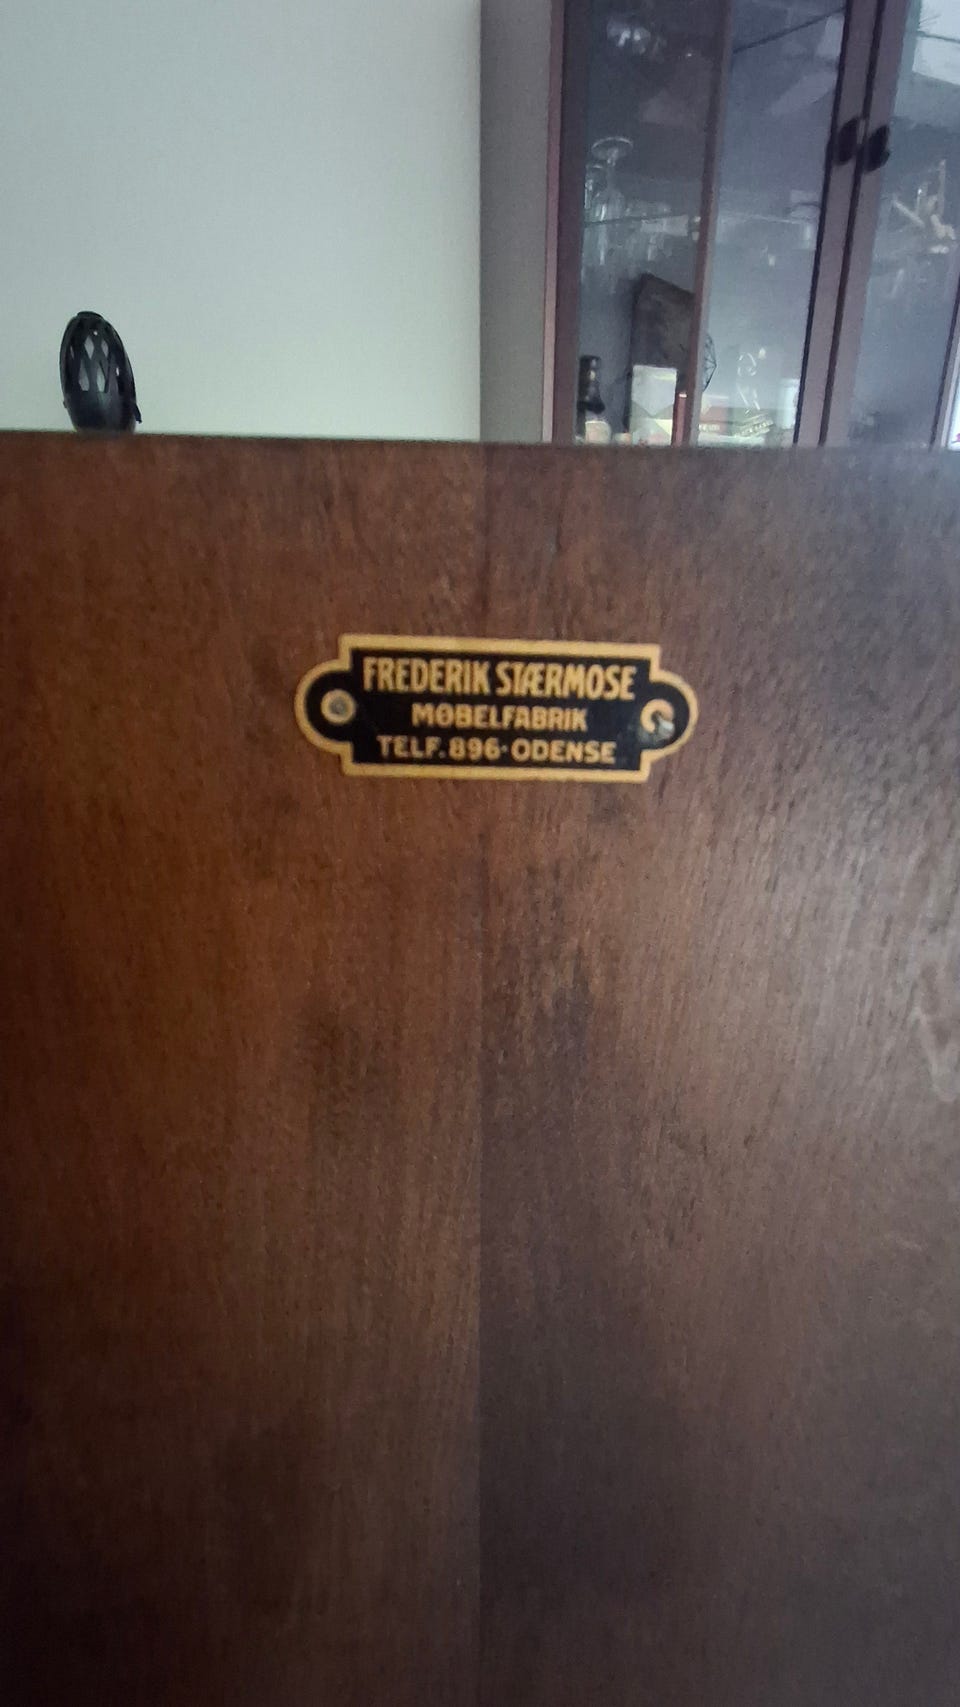 FREDERIK STÆRMOSE
MØBELFABRIK
TELF. 896·ODENSE